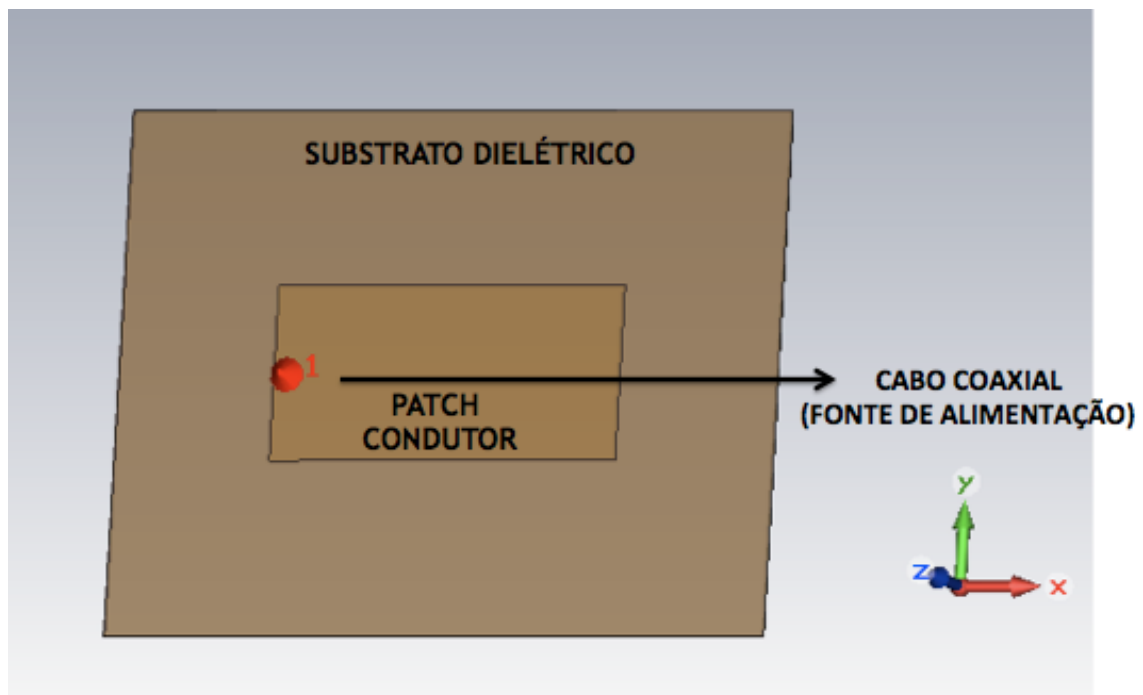 SUBSTRATO DIELÉTRICO
1
PATCH
CONDUTOR
CABO COAXIAL
(FONTE DE ALIMENTAÇÃO)
y
z
x